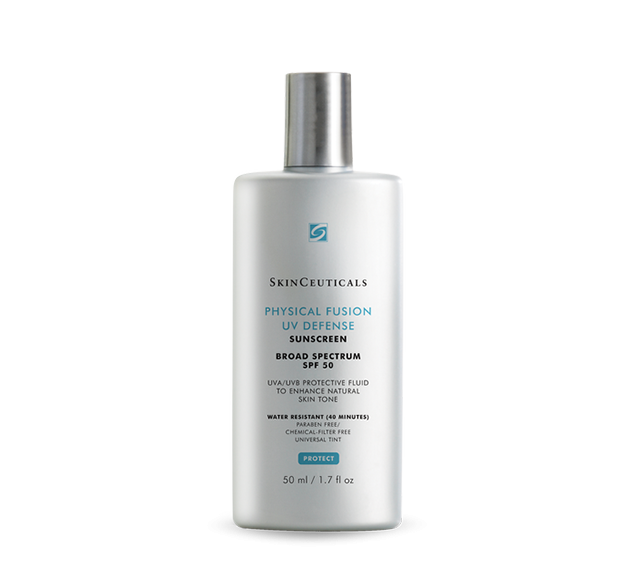 SKINCEUTICALS
PHYSICAL FUSION
UV DEFENSE
SUNSCREEN
BROAD SPECTRUM
SPF 50
UVA/UVB PROTECTIVE FLUID
TO ENHANCE NATURAL
SKIN TONE
WATER RESISTANT (40 MINUTES)
PARABEN FREE/
CHEMICAL-FILTER FREE
UNIVERSAL TINT
PROTECT
50 ml / 1.7 fl oz